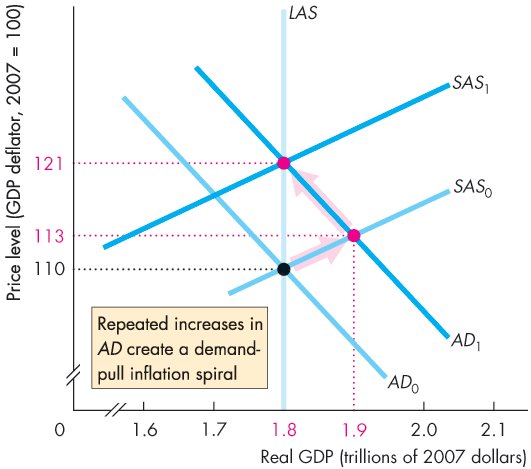 LAS
SAS1
SAS0
Price level (GDP deflator, 2007 = 100)
121
113
110
Repeated increases in
AD create a demand-
pull inflation spiral
AD1
AD0
0
1.6
1.7
1.8
1.9
2.0
2.1
Real GDP (trillions of 2007 dollars)